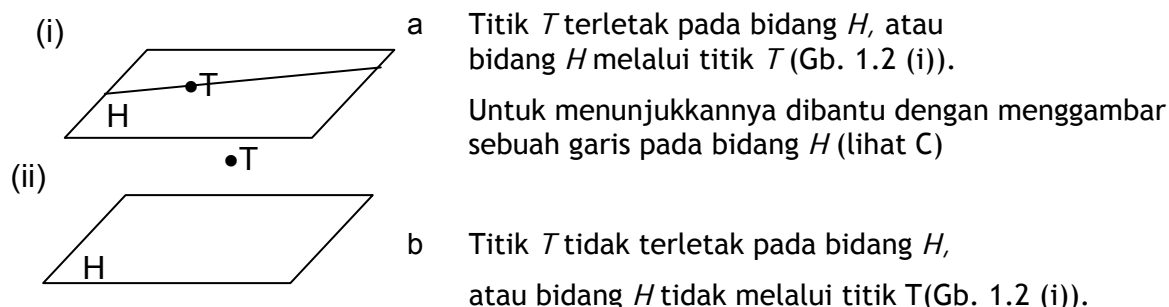 (i)
T
H
a Titik T terletak pada bidang H, atau
bidang H melalui titik T (Gb. 1.2 (i)).
Untuk menunjukkannya dibantu dengan menggambar
sebuah garis pada bidang H (lihat C)
T
(ii)
H
b Titik T tidak terletak pada bidang H,
atau bidang H tidak melalui titik T(Gb. 1.2 (i)).